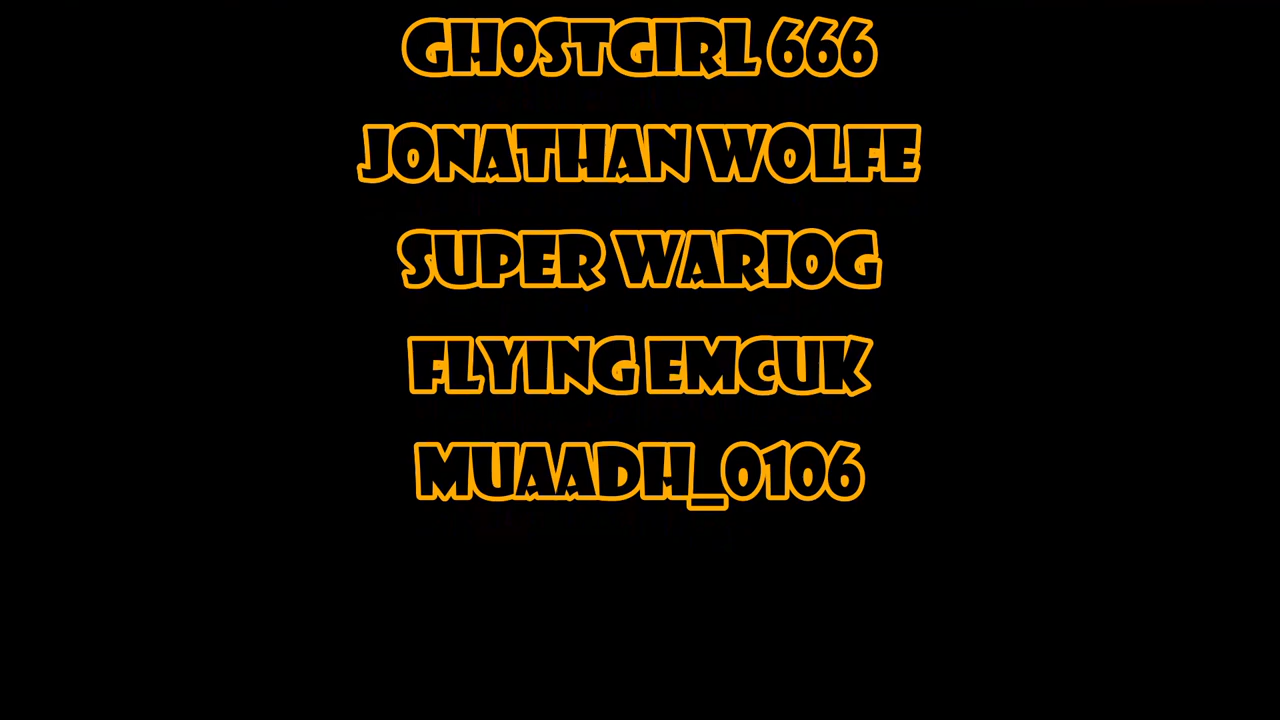 GHOSTGIRL 666
JONATHAN WOLFE
SUPER WARIOG
FLYING EMCUK
MUAADH_0106